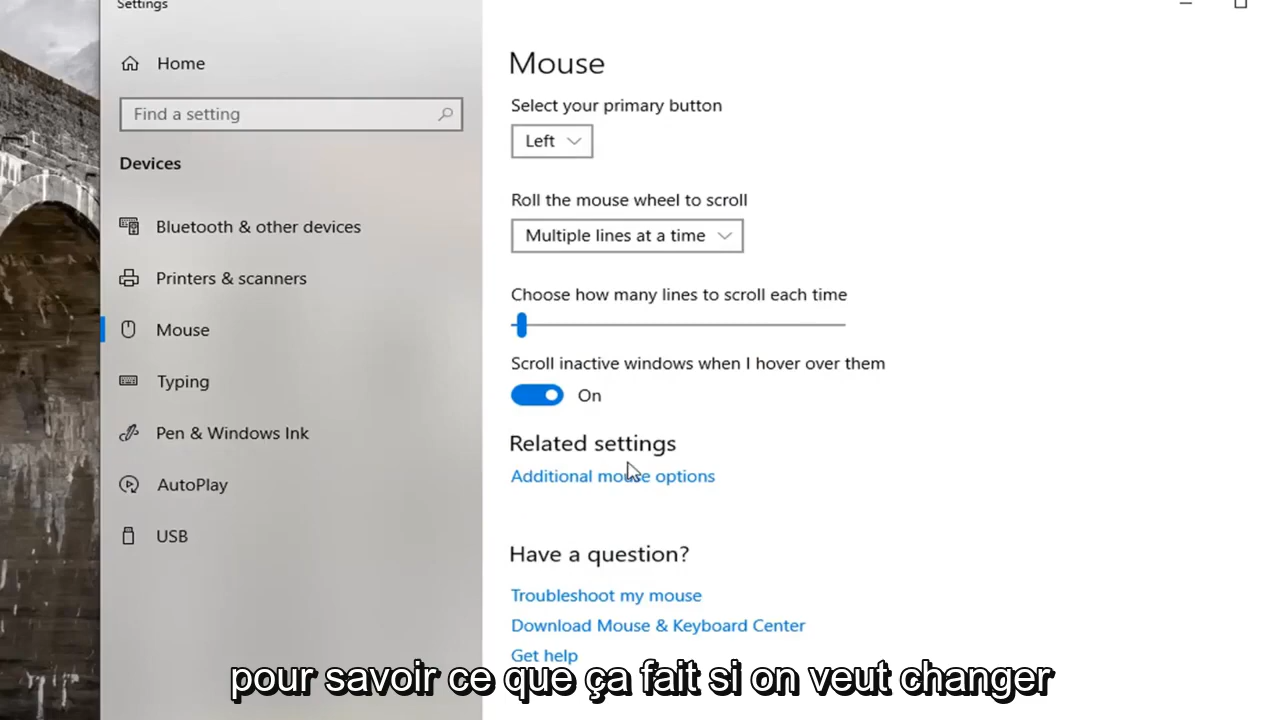 Settings
Home
Find a setting
Devices
Bluetooth & other devices
Printers & scanners
Mouse
Typing
Pen & Windows Ink
AutoPlay
USB
Mouse
Select your primary button
Left
Roll the mouse wheel to scroll
Multiple lines at a time
Choose how many lines to scroll each time
Scroll inactive windows when I hover over them
On
Related settings
Additional mouse options
Have a question?
Troubleshoot my mouse
Download Mouse & Keyboard Center
Get help
pour savoir ce que ça fait si on veut changer